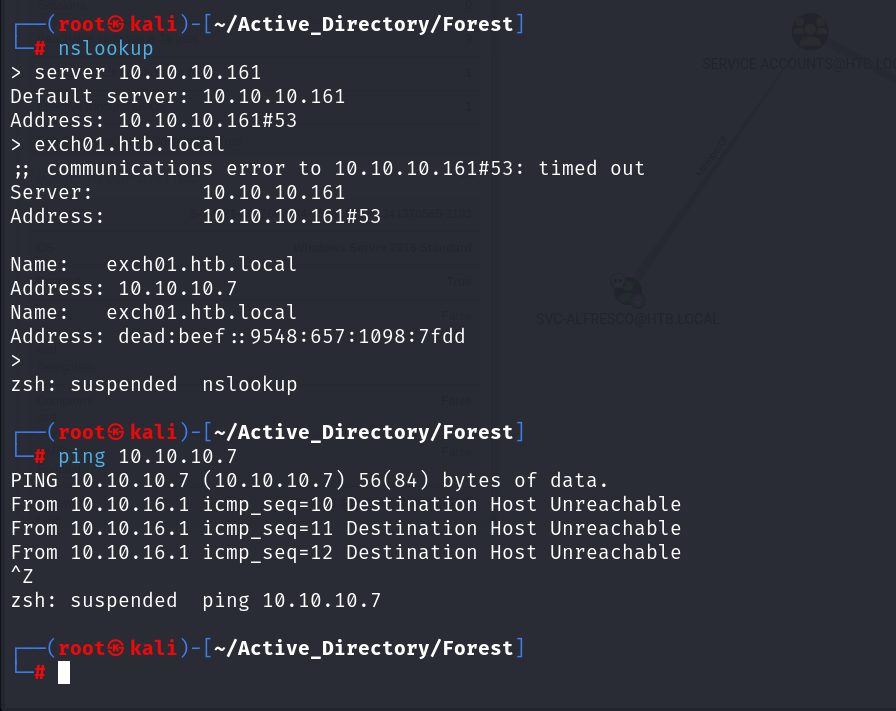 ┌──(root㉿kali)-[~/Active_Directory/Forest]
└─# nslookup
> server 10.10.10.161
Default server: 10.10.10.161
Address: 10.10.10.161#53
> exch01.htb.local
;; communications error to 10.10.10.161#53: timed out
Server:         10.10.10.161
Address:        10.10.10.161#53

Name:   exch01.htb.local
Address: 10.10.10.7
Name:   exch01.htb.local
Address: dead:beef::9548:657:1098:7fdd
>
zsh: suspended  nslookup

┌──(root㉿kali)-[~/Active_Directory/Forest]
└─# ping 10.10.10.7
PING 10.10.10.7 (10.10.10.7) 56(84) bytes of data.
From 10.10.16.1 icmp_seq=10 Destination Host Unreachable
From 10.10.16.1 icmp_seq=11 Destination Host Unreachable
From 10.10.16.1 icmp_seq=12 Destination Host Unreachable
^Z
zsh: suspended  ping 10.10.10.7

┌──(root㉿kali)-[~/Active_Directory/Forest]
└─#
SERVICE ACCOUNTS@HTB.LOC
SVC-ALFRESCO@HTB.LOCAL